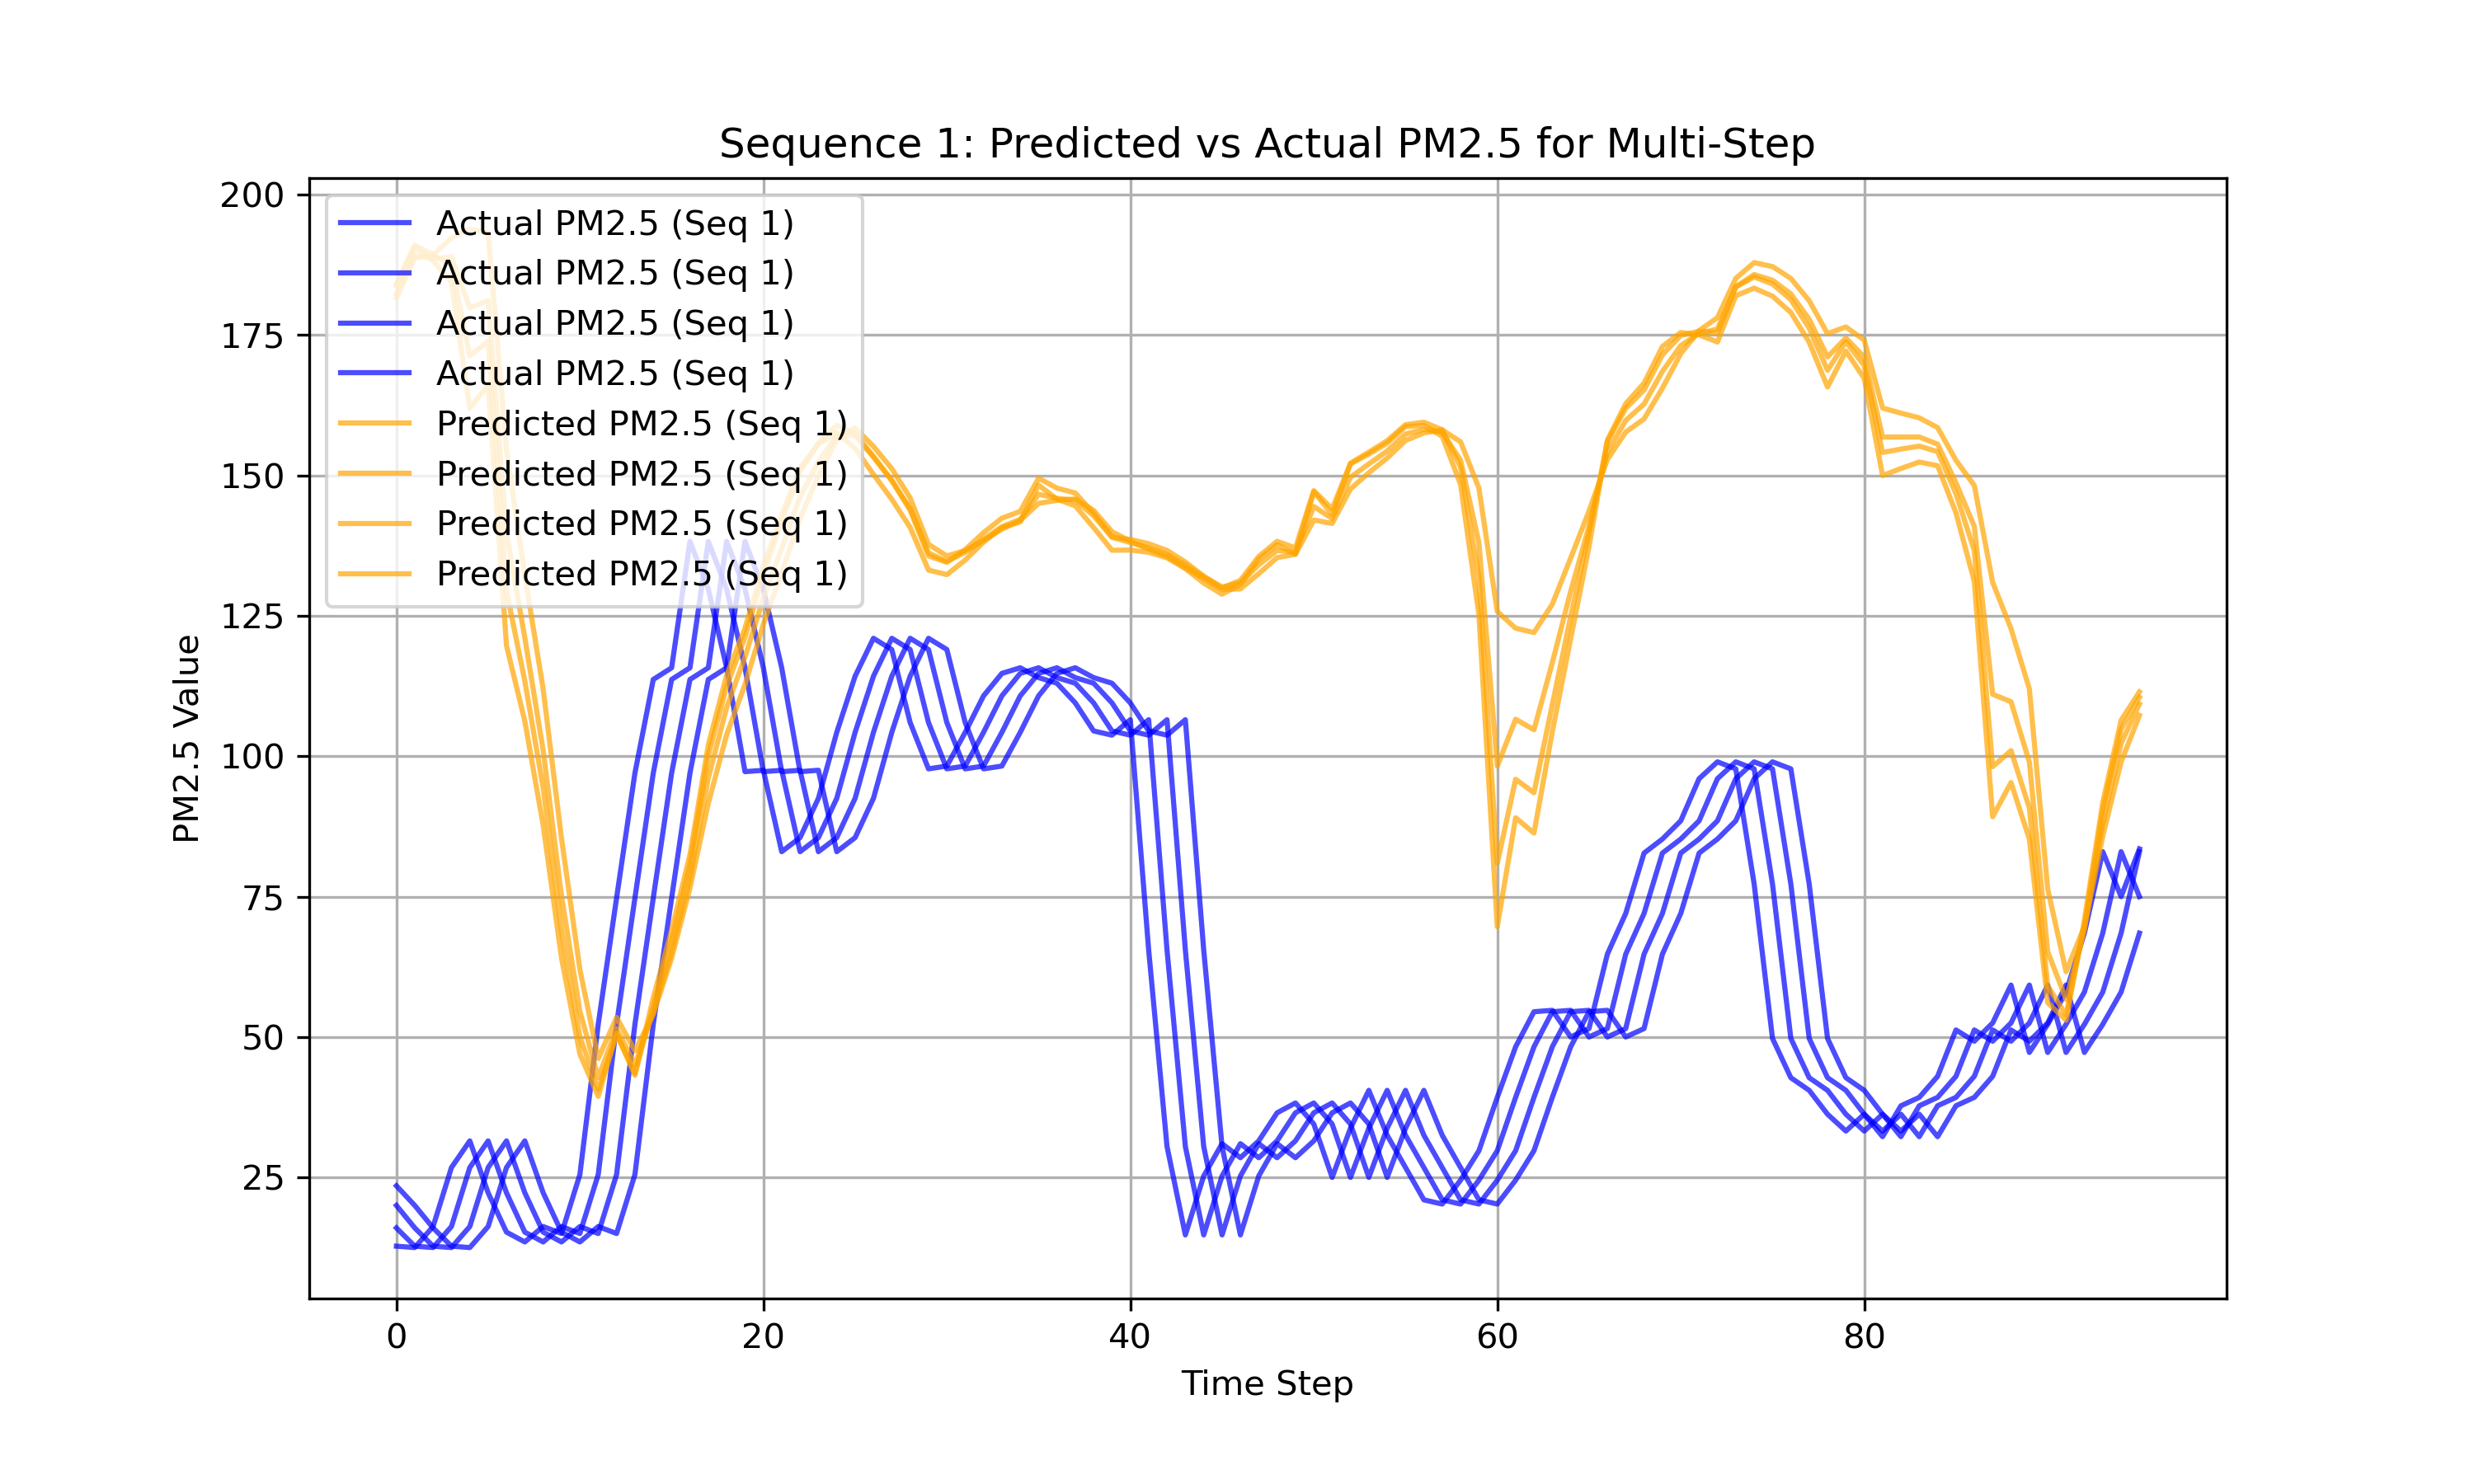 Sequence 1: Predicted vs Actual PM2.5 for Multi-Step
200
175
150
125
100
75
50
25
PM2.5 Value
Actual PM2.5 (Seq 1)
Actual PM2.5 (Seq 1)
Actual PM2.5 (Seq 1)
Actual PM2.5 (Seq 1)
Predicted PM2.5 (Seq 1)
Predicted PM2.5 (Seq 1)
Predicted PM2.5 (Seq 1)
Predicted PM2.5 (Seq 1)
0 20 40 60 80
Time Step